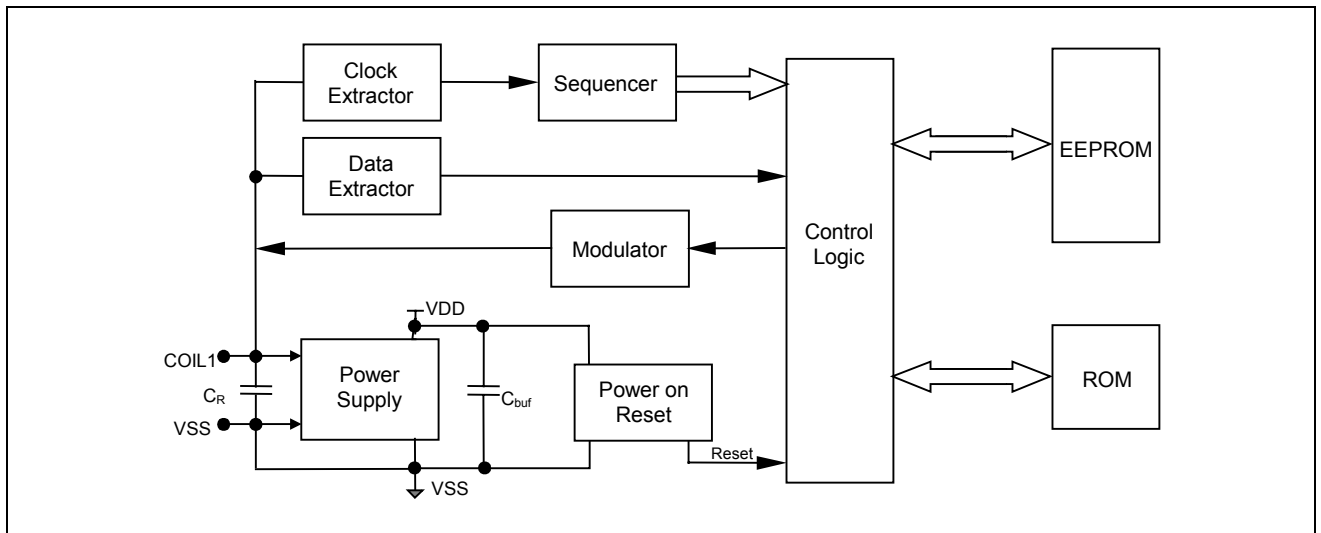 Clock
Extractor
Sequencer
Data
Extractor
EEPROM
Modulator
Control
Logic
VDD
COIL1
CR
VSS
Power
Supply
Cbuf
Power on
Reset
ROM
Reset
VSS